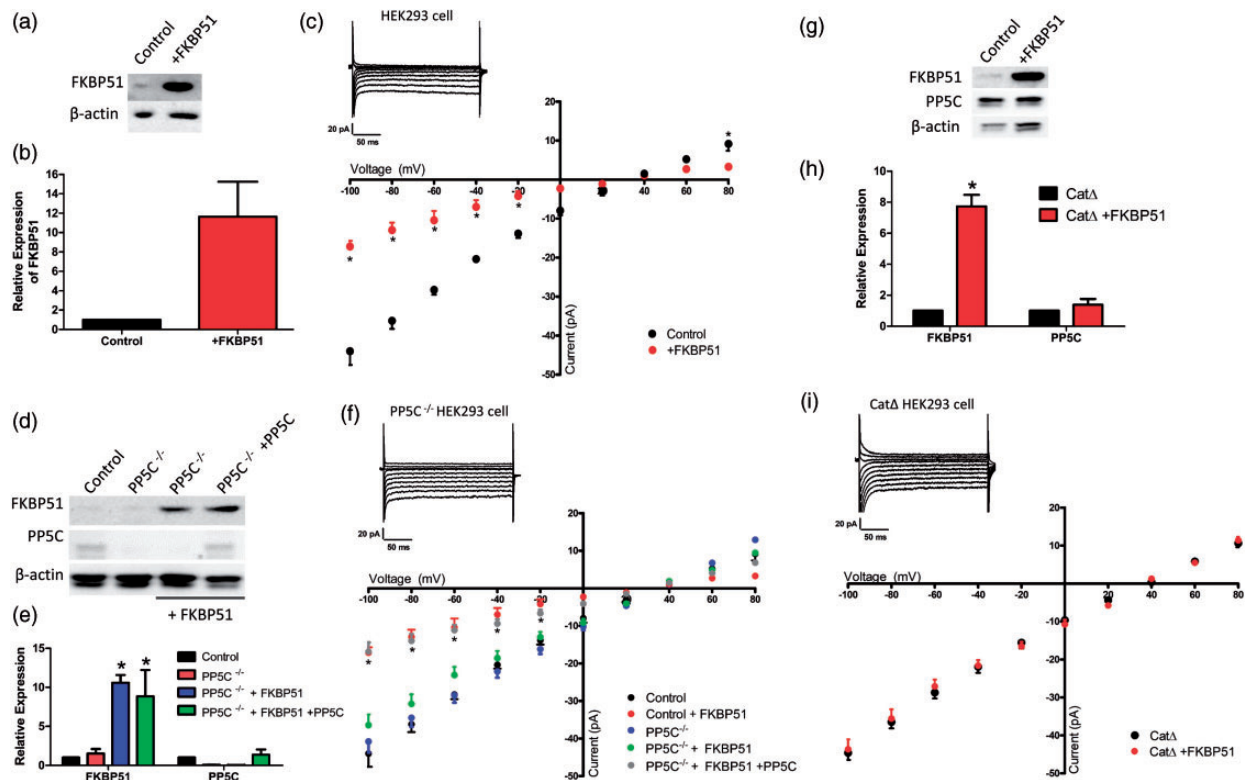 (a)
Control
+FKBP51
FKBP51
β-actin
(b)
Relative Expression
of FKBP51
16
14
12
10
8
6
4
2
0
Control
+FKBP51
(c)
HEK293 cell
20 pA
50 ms
Voltage (mV)
-100 -80 -60 -40 -20 0 20 40 60 80
20
10
-10
-20
-30
-40
-50
Current (pA)
*
* * * * *
Control
+FKBP51
(d)
Control
PP5C -/-
PP5C -/-
PP5C -/- +PP5C
FKBP51
PP5C
β-actin
+ FKBP51
(e)
Relative Expression
15
10
5
0
* *
FKBP51
PP5C
Control
PP5C -/-
PP5C -/- + FKBP51
PP5C -/- + FKBP51 +PP5C
(f)
PP5C -/- HEK293 cell
20 pA
50 ms
Voltage (mV)
-100 -80 -60 -40 -20 0 20 40 60 80
20
10
-10
-20
-30
-40
-50
Current (pA)
* * * * *
Control
Control + FKBP51
PP5C-/-
PP5C-/- + FKBP51
PP5C-/- + FKBP51 +PP5C
(g)
Control
+FKBP51
FKBP51
PP5C
β-actin
(h)
Relative Expression
10
8
6
4
2
0
*
FKBP51
PP5C
CatΔ
CatΔ +FKBP51
(i)
CatΔ HEK293 cell
20 pA
50 ms
Voltage (mV)
-100 -80 -60 -40 -20 0 20 40 60 80
20
10
-10
-20
-30
-40
-50
Current (pA)
CatΔ
CatΔ +FKBP51